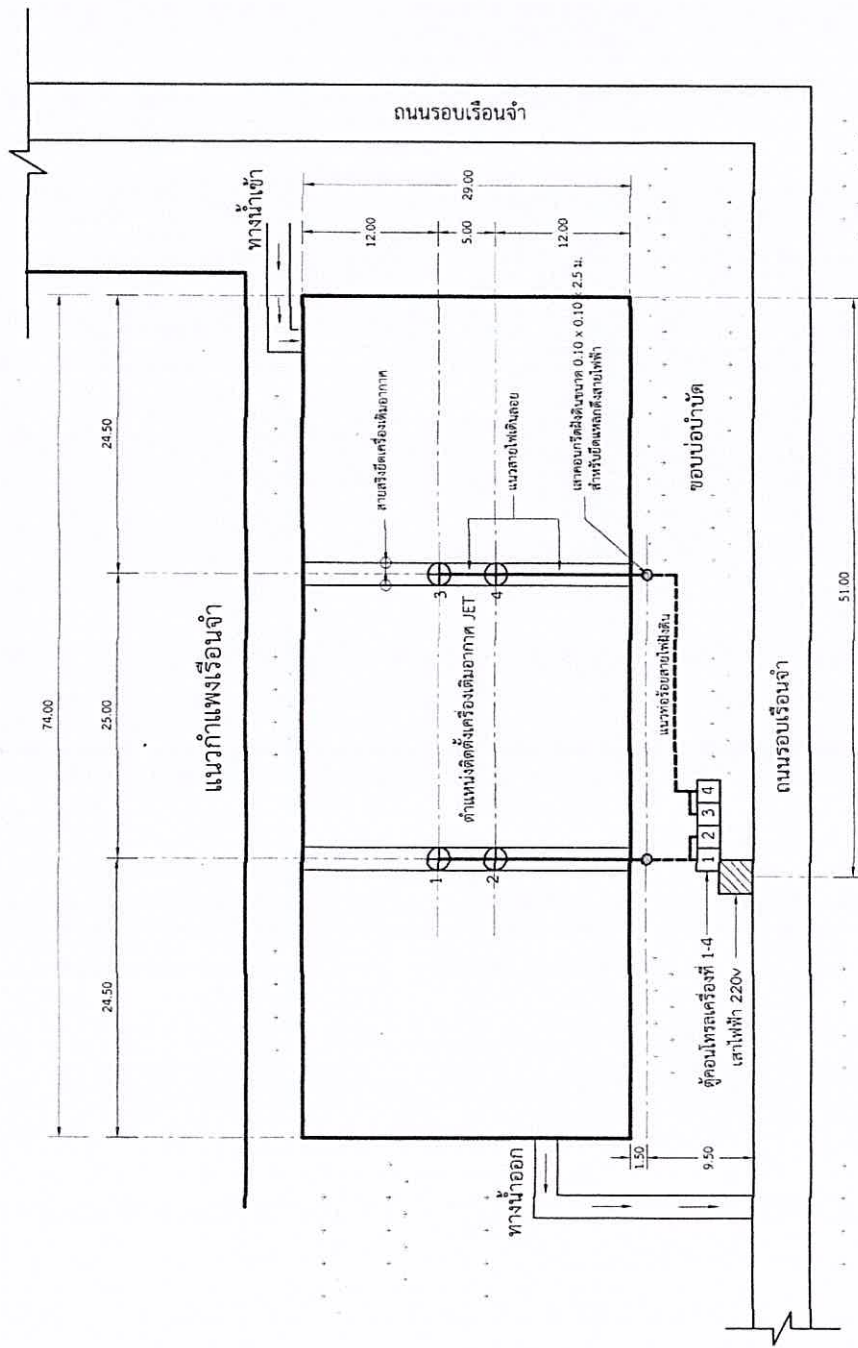 ถนนรอบเรือนจำ
ทางน้ำเข้า
29.00
12.00
5.00
12.00
74.00
24.50
25.00
24.50
แนวกำแพงเรือนจำ
สายสริงยึดเครื่องเติมอากาศ
แนวสายไฟเดินลอย
เสาคอนกรีตฝังดินขนาด 0.10 x 0.10 x 2.5 ม.
สำหรับยึดแหลกดึงสายไฟฟ้า
3
4
ตำแหน่งติดตั้งเครื่องเติมอากาศ JET
1
2
ขอบบ่อบำบัด
แนวท่อร้อยสายไฟฝังดิน
51.00
1 2 3 4
ตู้คอนโทรลเครื่องที่ 1-4
เสาไฟฟ้า 220v
ทางน้ำออก
1.50
9.50
ถนนรอบเรือนจำ